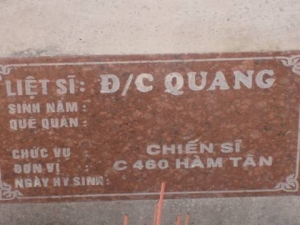 LIỆT SĨ: Đ/C QUANG
SINH NĂM :
QUÊ QUÁN :
CHỨC VỤ : CHIẾN SĨ
ĐƠN VỊ : C 460 HÀM TÂN
NGÀY HY SINH :